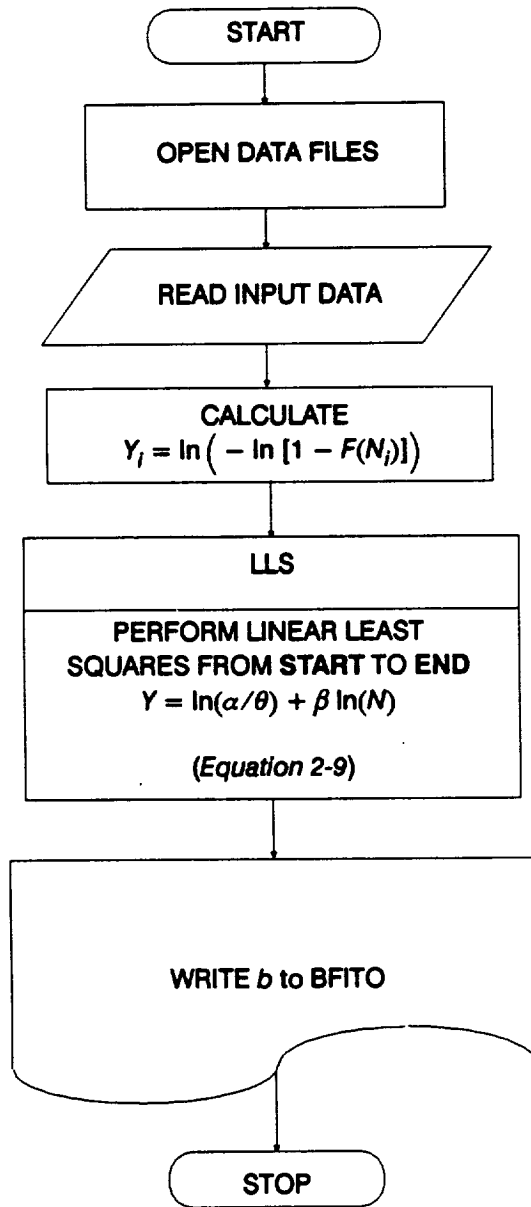 START
OPEN DATA FILES
READ INPUT DATA
CALCULATE
Y_i = ln ( − ln [1 − F(N_i)])
LLS
PERFORM LINEAR LEAST
SQUARES FROM START TO END
Y = ln(α/θ) + β ln(N)
(Equation 2-9)
WRITE b to BFITO
STOP